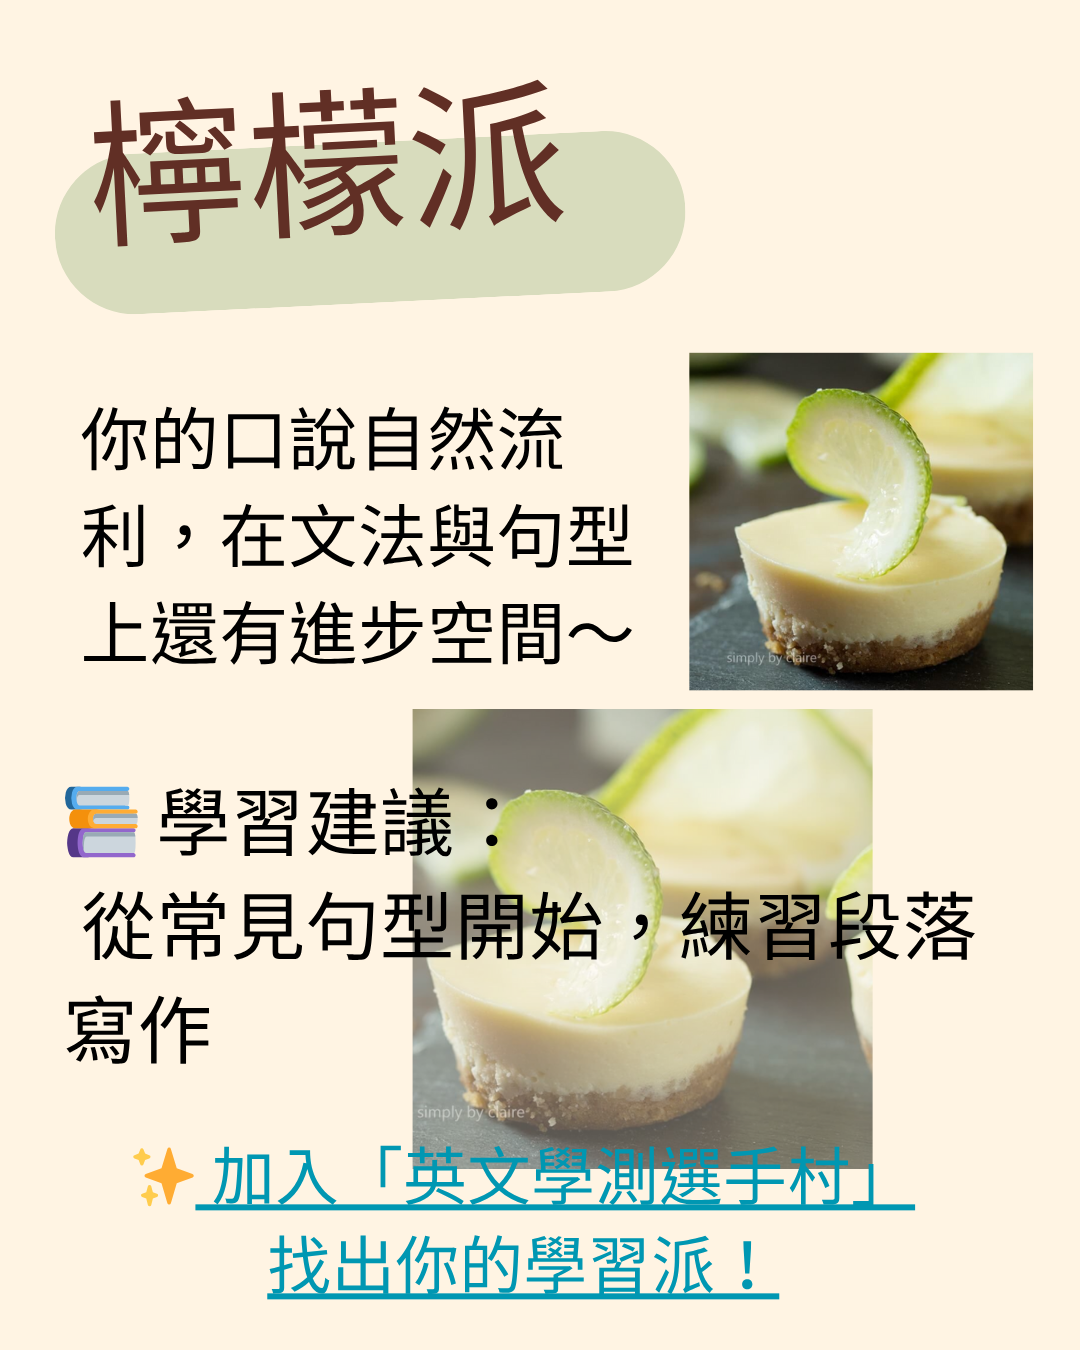 檸檬派
你的口說自然流
利，在文法與句型
上還有進步空間～
simply by claire
📚 學習建議：
從常見句型開始，練習段落
寫作
simply by claire
✨ 加入「英文學測選手村」
找出你的學習派！